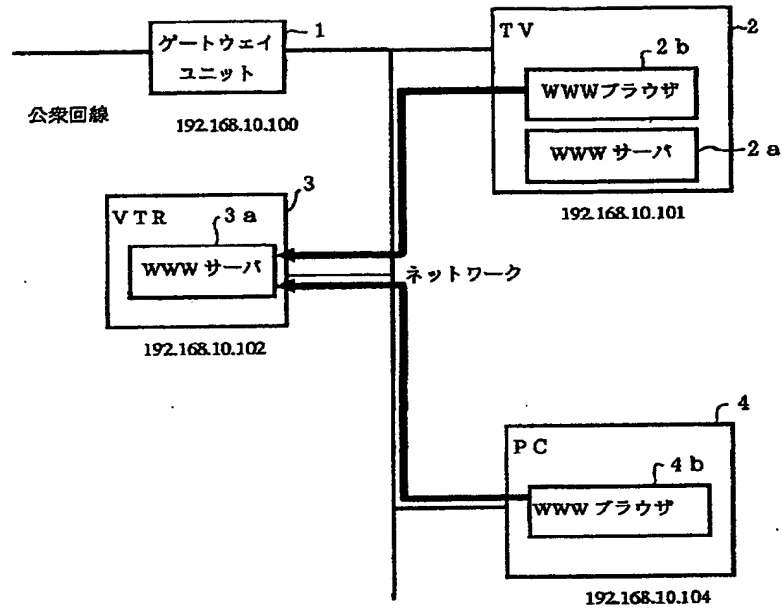 ゲートウェイ
ユニット
1
公衆回線
192.168.10.100
TV
2
2b
WWWブラウザ
WWWサーバ
2a
192.168.10.101
VTR
3
3a
WWWサーバ
192.168.10.102
ネットワーク
PC
4
4b
WWWブラウザ
192.168.10.104